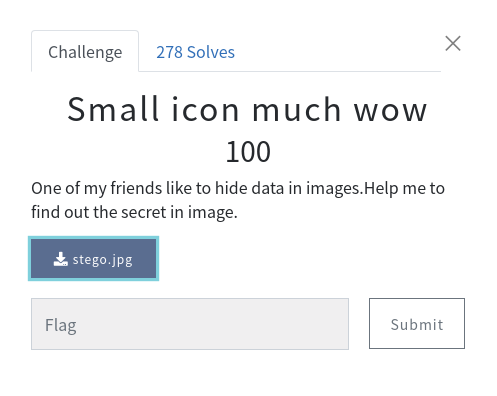 Challenge
278 Solves
Small icon much wow
100
One of my friends like to hide data in images.Help me to
find out the secret in image.
stego.jpg
Flag
Submit